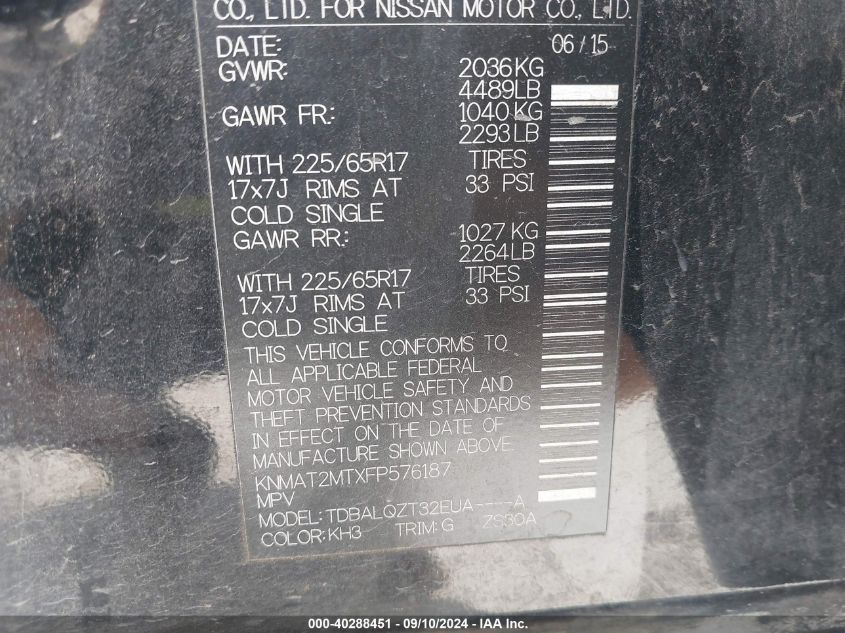 CO., LTD. FOR NISSAN MOTOR CO., LTD.
DATE: 06/15
GVWR: 2036KG
4489LB
GAWR FR: 1040KG
2293LB
WITH 225/65R17 TIRES
17x7J RIMS AT 33 PSI
COLD SINGLE
GAWR RR: 1027KG
2264LB
WITH 225/65R17 TIRES
17x7J RIMS AT 33 PSI
COLD SINGLE
THIS VEHICLE CONFORMS TO
ALL APPLICABLE FEDERAL
MOTOR VEHICLE SAFETY AND
THEFT PREVENTION STANDARDS
IN EFFECT ON THE DATE OF
MANUFACTURE SHOWN ABOVE.
KNMAT2MTXFP576187
MPV
MODEL: TDBALQZT32EUA----A
COLOR: KH3 TRIM: G ZS30A
000-40288451 - 09/10/2024 - IAA Inc.